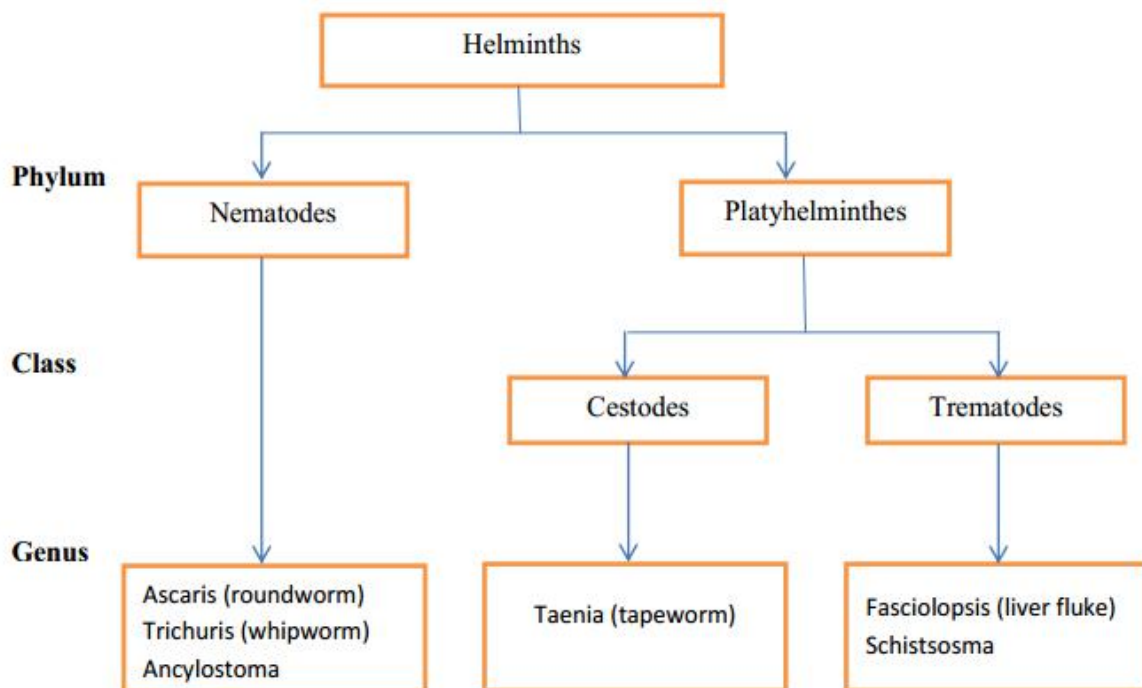 Helminths
Phylum
Nematodes
Platyhelminthes
Class
Cestodes
Trematodes
Genus
Ascaris (roundworm)
Trichuris (whipworm)
Ancylostoma
Taenia (tapeworm)
Fasciolopsis (liver fluke)
Schistsosma